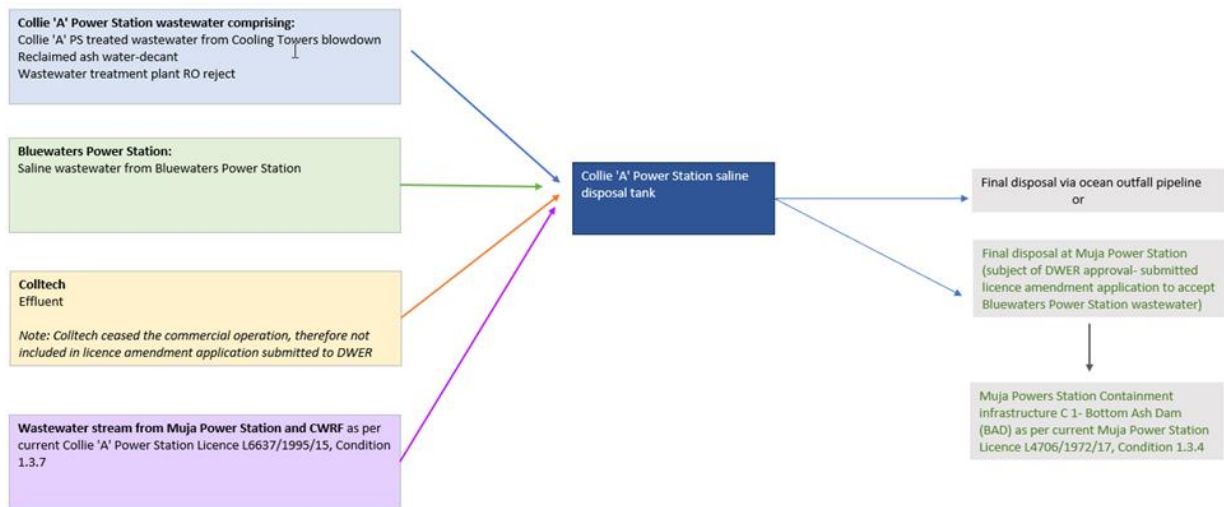 Collie 'A' Power Station wastewater comprising:
Collie 'A' PS treated wastewater from Cooling Towers blowdown
Reclaimed ash water-decant
Wastewater treatment plant RO reject
Bluewaters Power Station:
Saline wastewater from Bluewaters Power Station
Colltech
Effluent
Note: Colltech ceased the commercial operation, therefore not
included in licence amendment application submitted to DWER
Wastewater stream from Muja Power Station and CWRF as per
current Collie 'A' Power Station Licence L6637/1995/15, Condition
1.3.7
Collie 'A' Power Station saline
disposal tank
Final disposal via ocean outfall pipeline
or
Final disposal at Muja Power Station
(subject of DWER approval- submitted
licence amendment application to accept
Bluewaters Power Station wastewater)
Muja Powers Station Containment
infrastructure C 1- Bottom Ash Dam
(BAD) as per current Muja Power Station
Licence L4706/1972/17, Condition 1.3.4